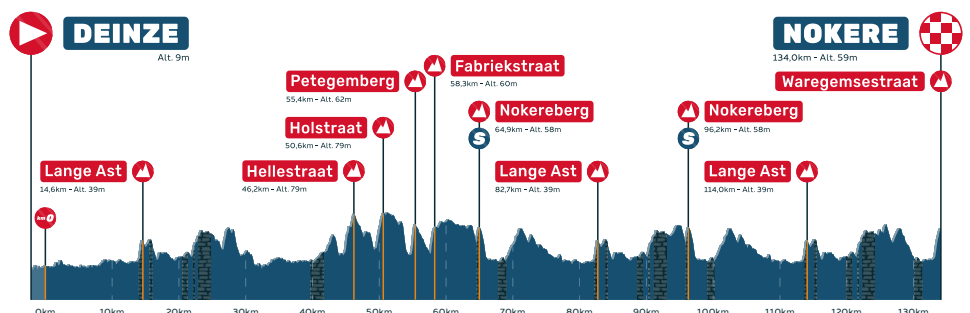 DEINZE
Alt. 9m
NOKERE
134,0km - Alt. 59m
Fabriekstraat
58,3km - Alt. 60m
Petegemberg
55,4km - Alt. 62m
Waregemsestraat
Nokereberg
64,9km - Alt. 58m
S
Nokereberg
96,2km - Alt. 58m
S
Holstraat
50,6km - Alt. 79m
Lange Ast
14,6km - Alt. 39m
Hellestraat
46,2km - Alt. 79m
Lange Ast
82,7km - Alt. 39m
Lange Ast
114,0km - Alt. 39m
km0
0km 10km 20km 30km 40km 50km 60km 70km 80km 90km 100km 110km 120km 130km